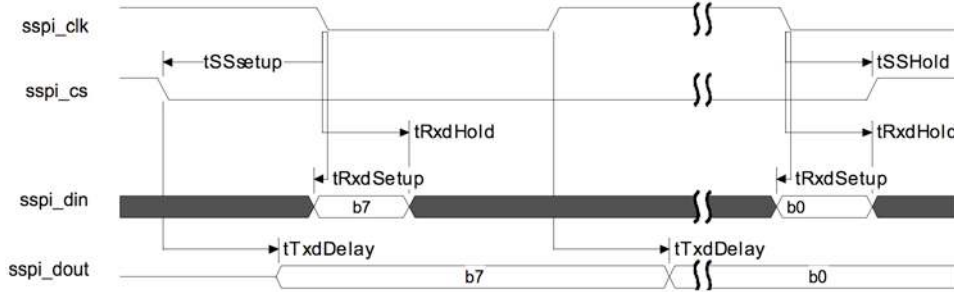 sspi_clk
tSSsetup tSSHold
sspi_cs
tRxdHold tRxdHold
tRxdSetup tRxdSetup
sspi_din b7 b0
tTxdDelay tTxdDelay
sspi_dout b7 b0